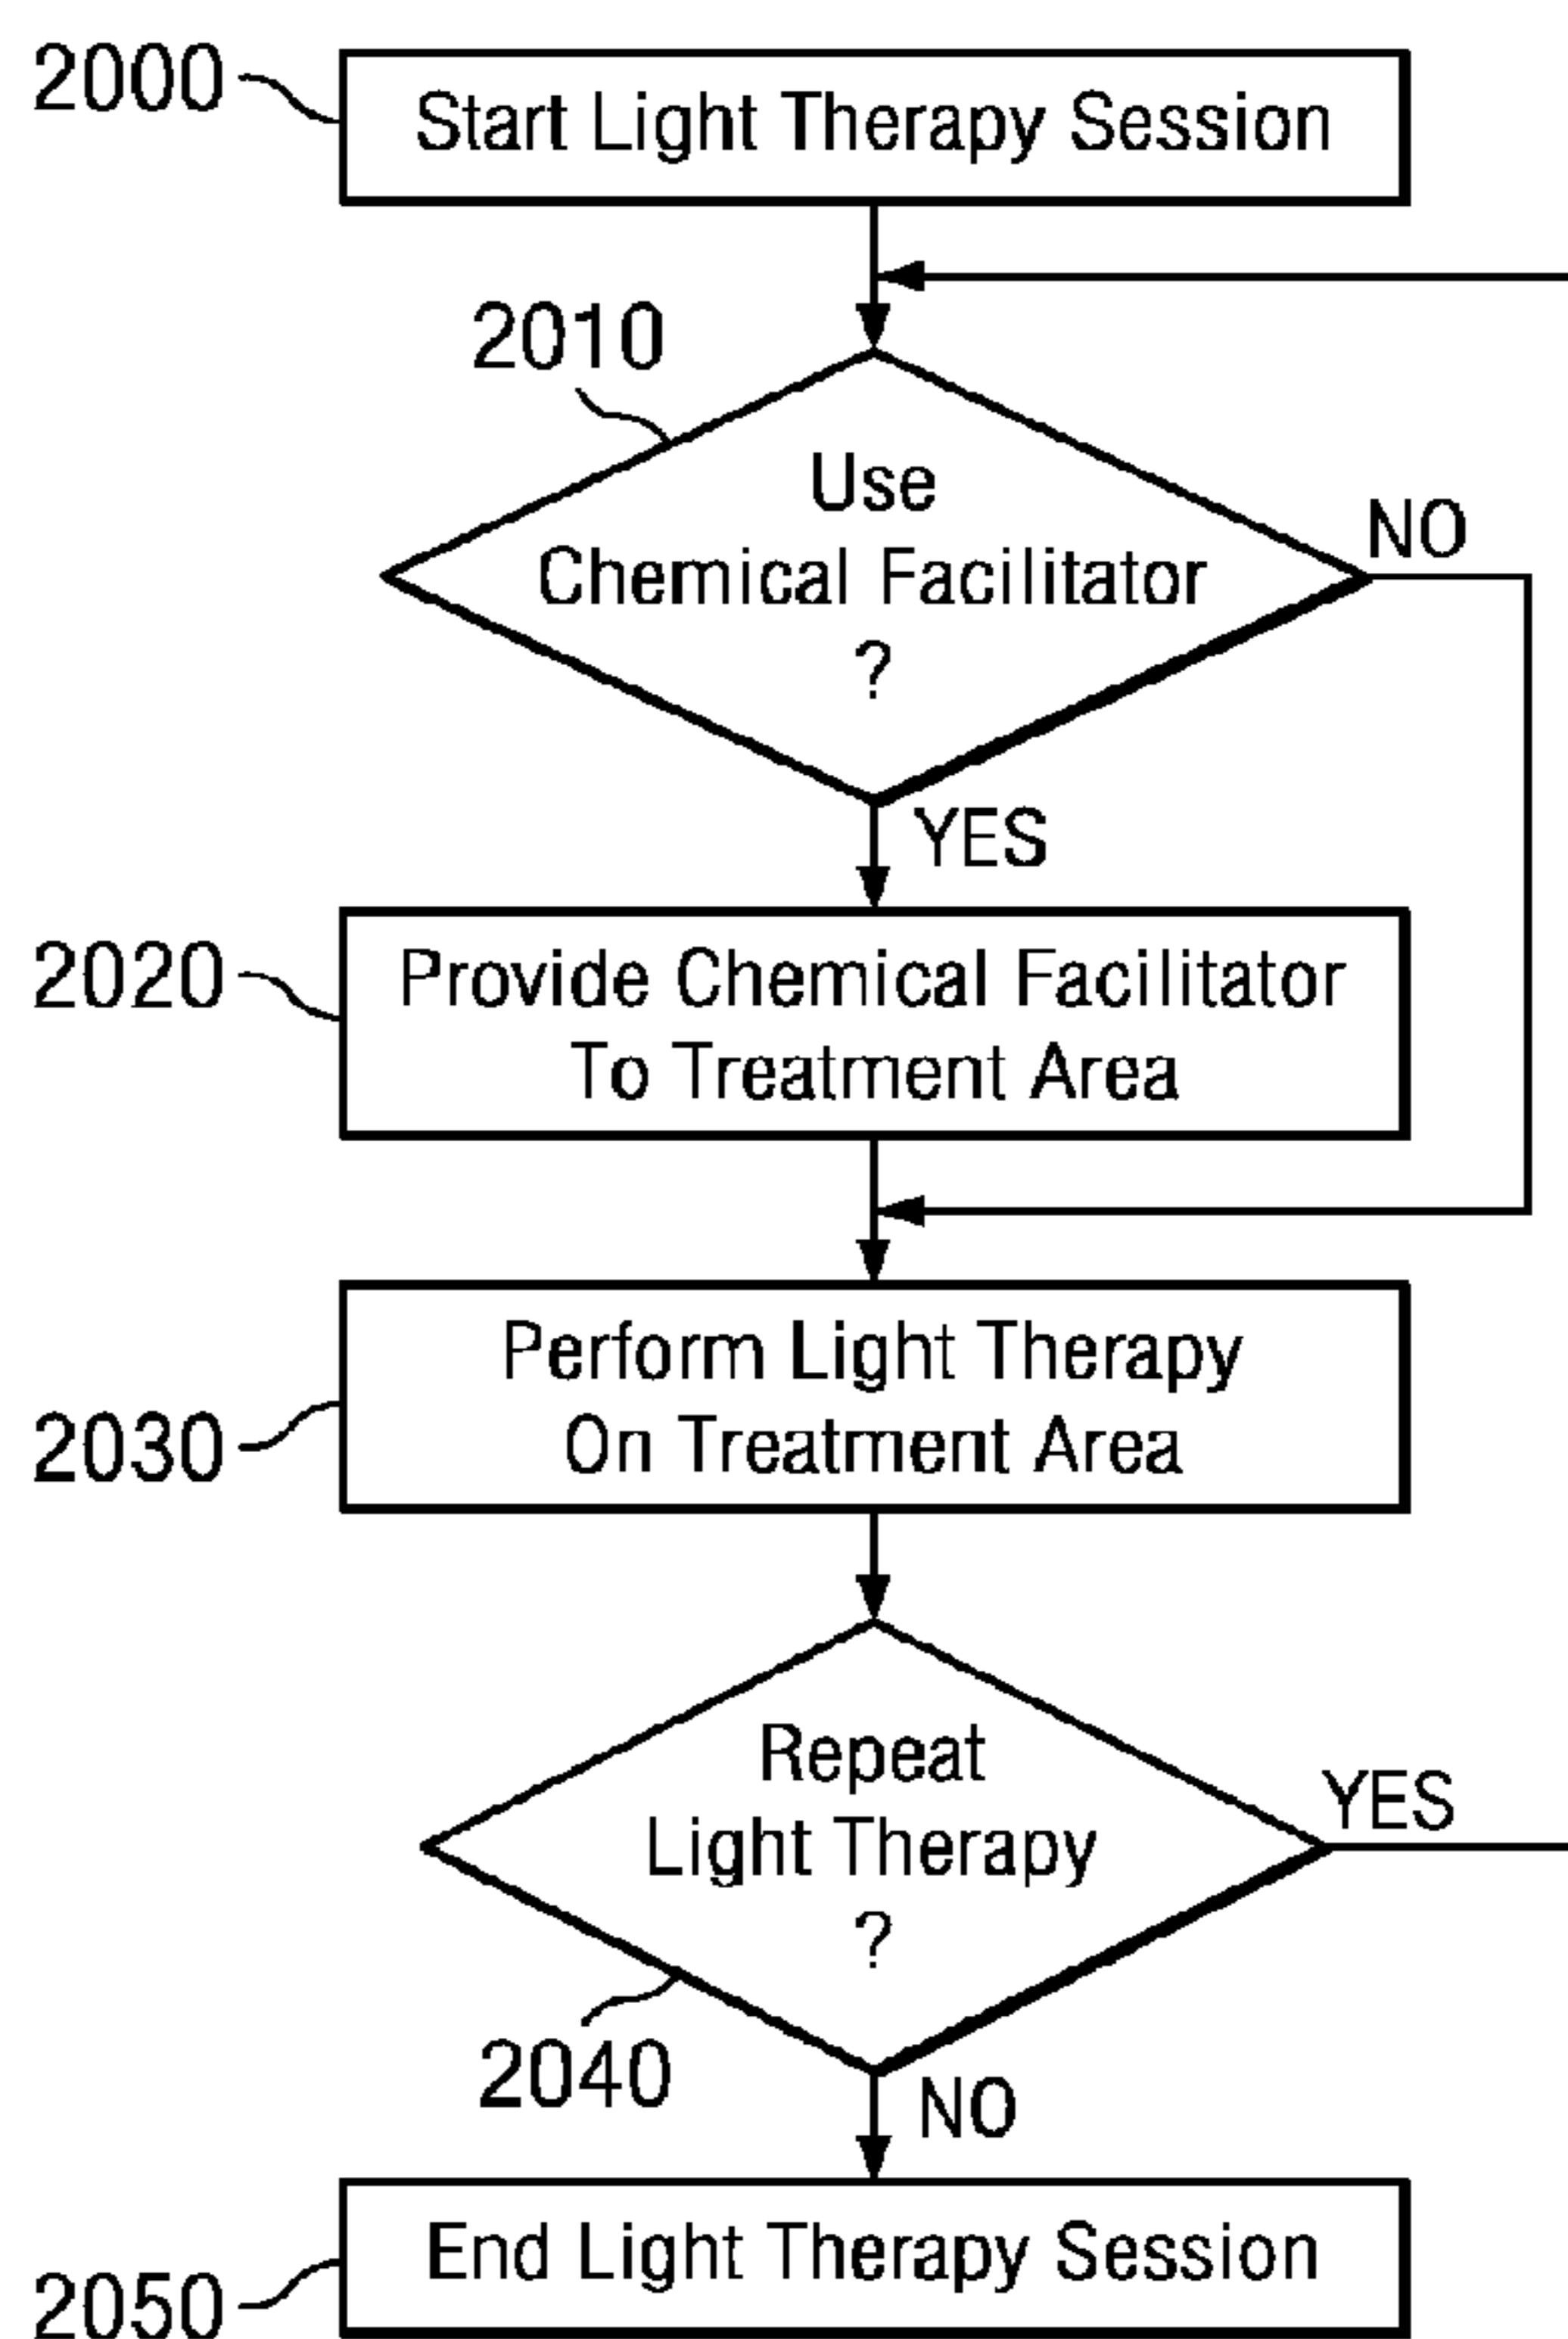 2000
Start Light Therapy Session
2010
Use
Chemical Facilitator
?
NO
YES
2020
Provide Chemical Facilitator
To Treatment Area
2030
Perform Light Therapy
On Treatment Area
Repeat
Light Therapy
?
YES
2040
NO
2050
End Light Therapy Session